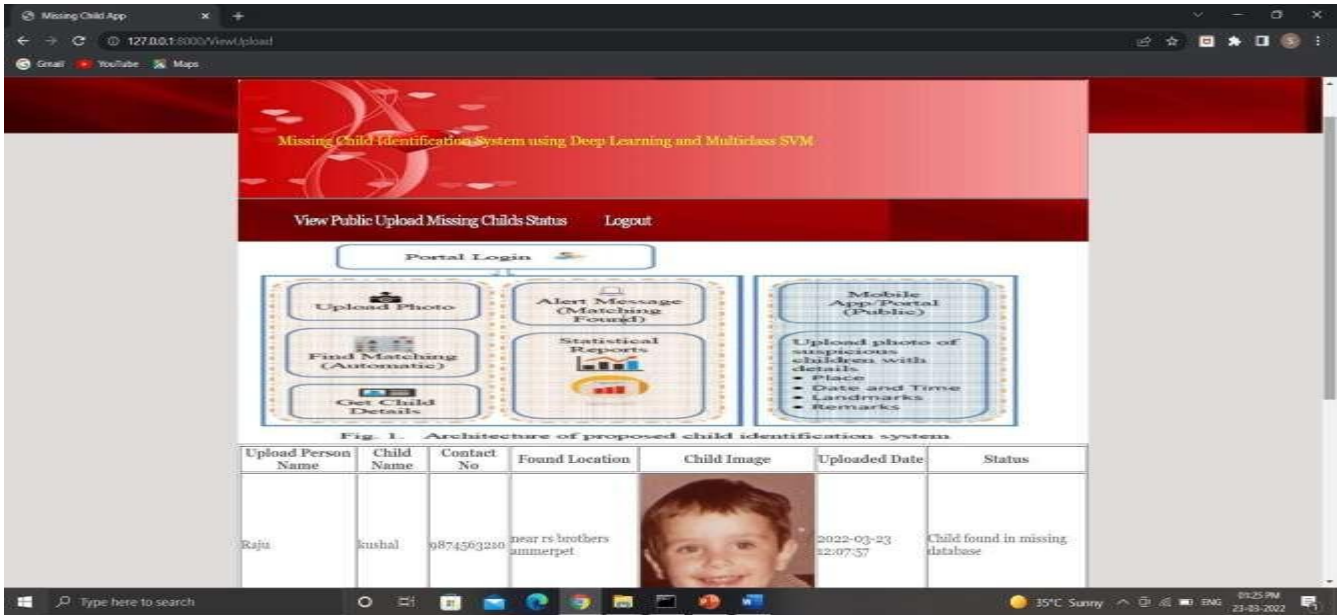 Missing Child App
127.0.0.1:8000/ViewUpload
Gmail YouTube Maps
Missing Child Identification System using Deep Learning and Multiclass SVM
View Public Upload Missing Childs Status Logout
Portal Login
Upload Photo
Find Matching
(Automatic)
Get Child
Details
Alert Message
(Matching
Found)
Statistical
Reports
Mobile
App/Portal
(Public)
Upload photo of
suspicious
children with
details
• Place
• Date and Time
• Landmarks
• Remarks
Fig. 1. Architecture of proposed child identification system
Upload Person Name Child Name Contact No Found Location Child Image Uploaded Date Status
Raju kushal 9874563210 near rs brothers ammerpet 2022-03-23 12:07:57 Child found in missing database
Type here to search
35°C Sunny ENG 01:25 PM
23-03-2022